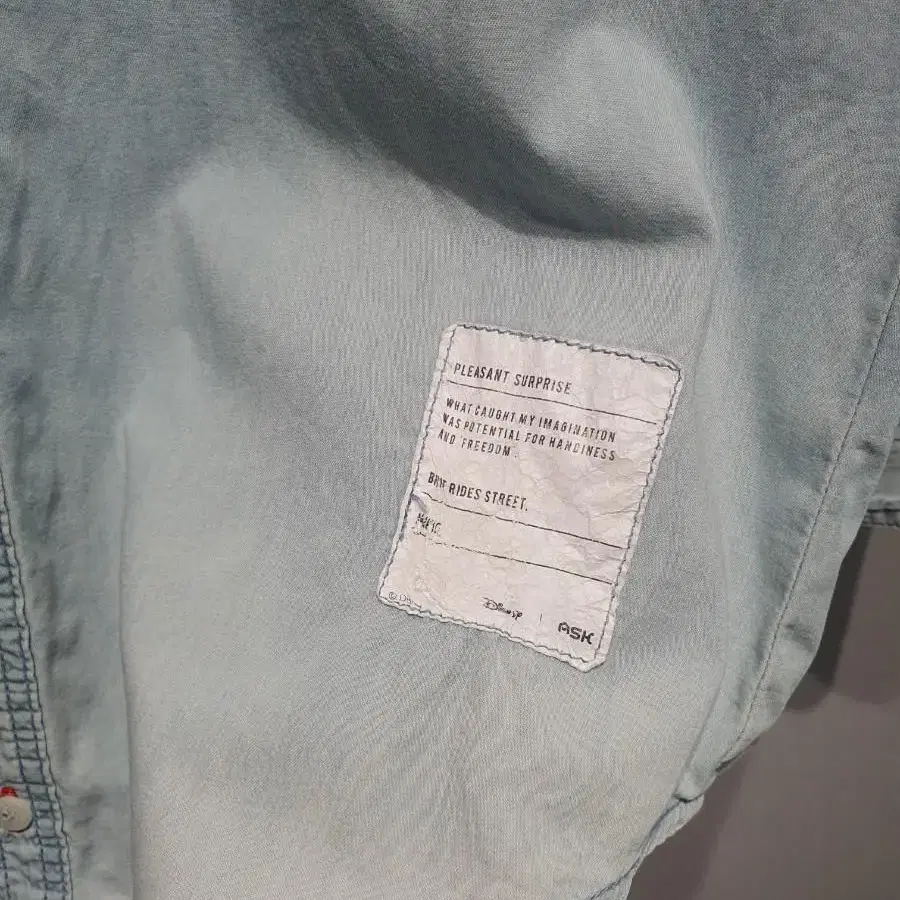 PLEASANT SURPRISE
WHAT CAUGHT MY IMAGINATION
WAS POTENTIAL FOR HANDINESS
AND FREEDOM.
RIDES STREET.
©
Disney | ASK